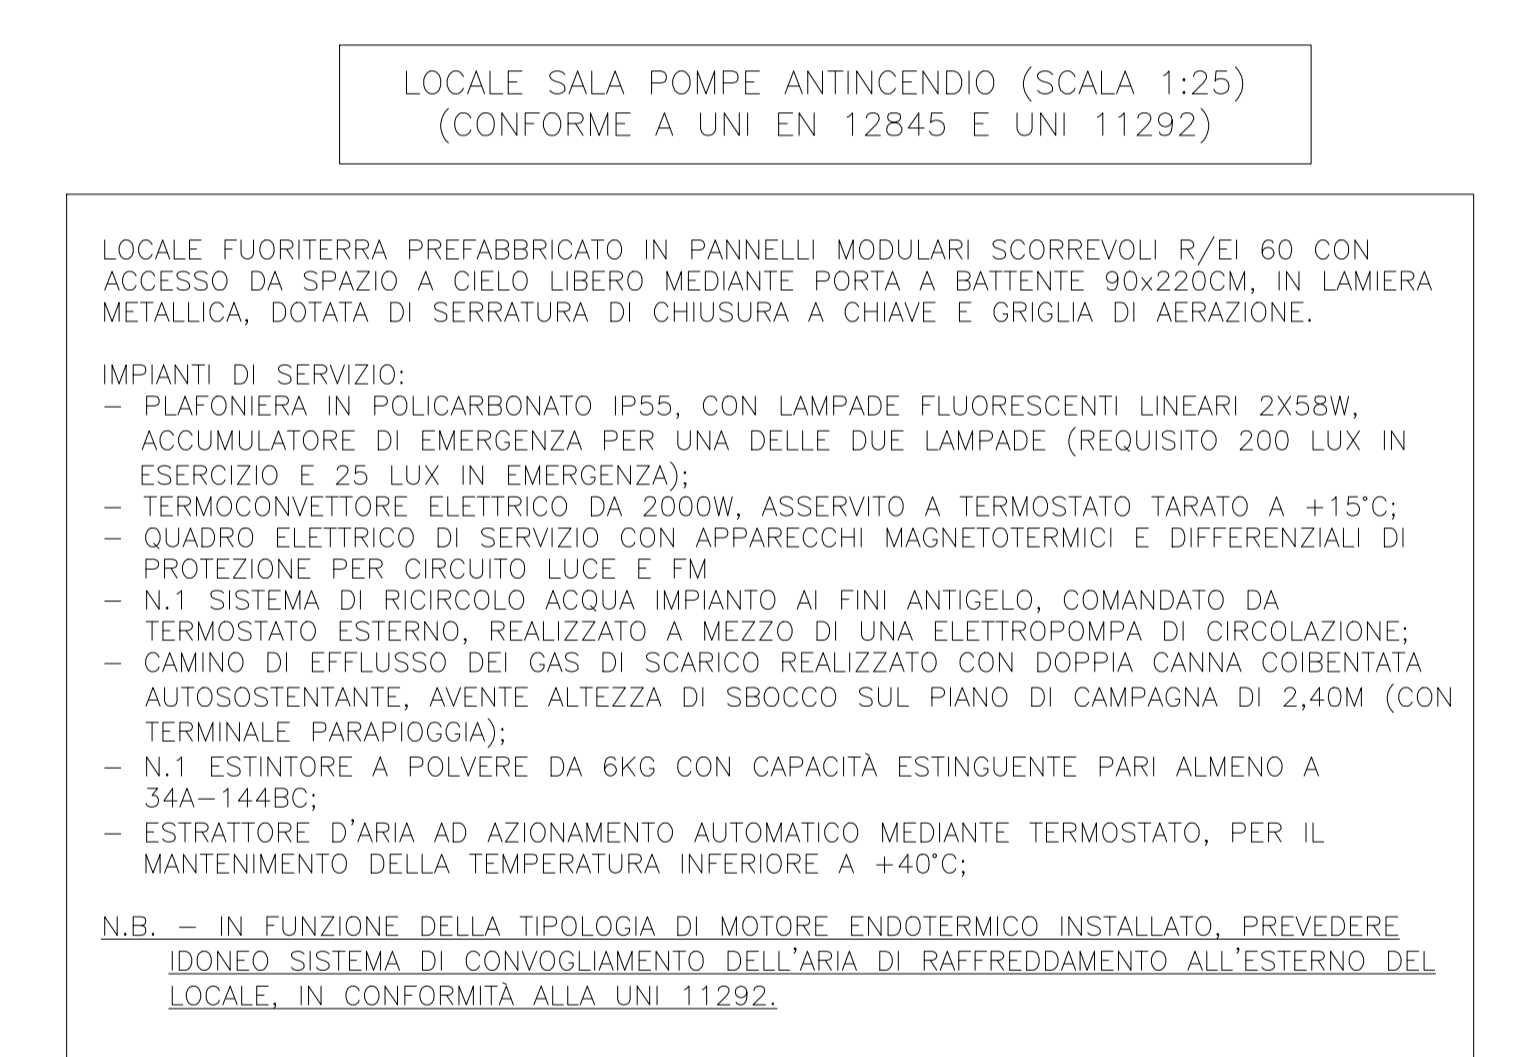 LOCALE SALA POMPE ANTINCENDIO (SCALA 1:25)
(CONFORME A UNI EN 12845 E UNI 11292)
LOCALE FUORITERRA PREFABBRICATO IN PANNELLI MODULARI SCORREVOLI R/EI 60 CON
ACCESSO DA SPAZIO A CIELO LIBERO MEDIANTE PORTA A BATTENTE 90x220CM, IN LAMIERA
METALLICA, DOTATA DI SERRATURA DI CHIUSURA A CHIAVE E GRIGLIA DI AERAZIONE.
IMPIANTI DI SERVIZIO:
– PLAFONIERA IN POLICARBONATO IP55, CON LAMPADE FLUORESCENTI LINEARI 2X58W,
ACCUMULATORE DI EMERGENZA PER UNA DELLE DUE LAMPADE (REQUISITO 200 LUX IN
ESERCIZIO E 25 LUX IN EMERGENZA);
– TERMOCONVETTORE ELETTRICO DA 2000W, ASSERVITO A TERMOSTATO TARATO A +15°C;
– QUADRO ELETTRICO DI SERVIZIO CON APPARECCHI MAGNETOTERMICI E DIFFERENZIALI DI
PROTEZIONE PER CIRCUITO LUCE E FM
– N.1 SISTEMA DI RICIRCOLO ACQUA IMPIANTO AI FINI ANTIGELO, COMANDATO DA
TERMOSTATO ESTERNO, REALIZZATO A MEZZO DI UNA ELETTROPOMPA DI CIRCOLAZIONE;
– CAMINO DI EFFLUSSO DEI GAS DI SCARICO REALIZZATO CON DOPPIA CANNA COIBENTATA
AUTOSOSTENTANTE, AVENTE ALTEZZA DI SBOCCO SUL PIANO DI CAMPAGNA DI 2,40M (CON
TERMINALE PARAPIOGGIA);
– N.1 ESTINTORE A POLVERE DA 6KG CON CAPACITÀ ESTINGUENTE PARI ALMENO A
34A–144BC;
– ESTRATTORE D'ARIA AD AZIONAMENTO AUTOMATICO MEDIANTE TERMOSTATO, PER IL
MANTENIMENTO DELLA TEMPERATURA INFERIORE A +40°C;
N.B. – IN FUNZIONE DELLA TIPOLOGIA DI MOTORE ENDOTERMICO INSTALLATO, PREVEDERE
IDONEO SISTEMA DI CONVOGLIAMENTO DELL'ARIA DI RAFFREDDAMENTO ALL'ESTERNO DEL
LOCALE, IN CONFORMITÀ ALLA UNI 11292.